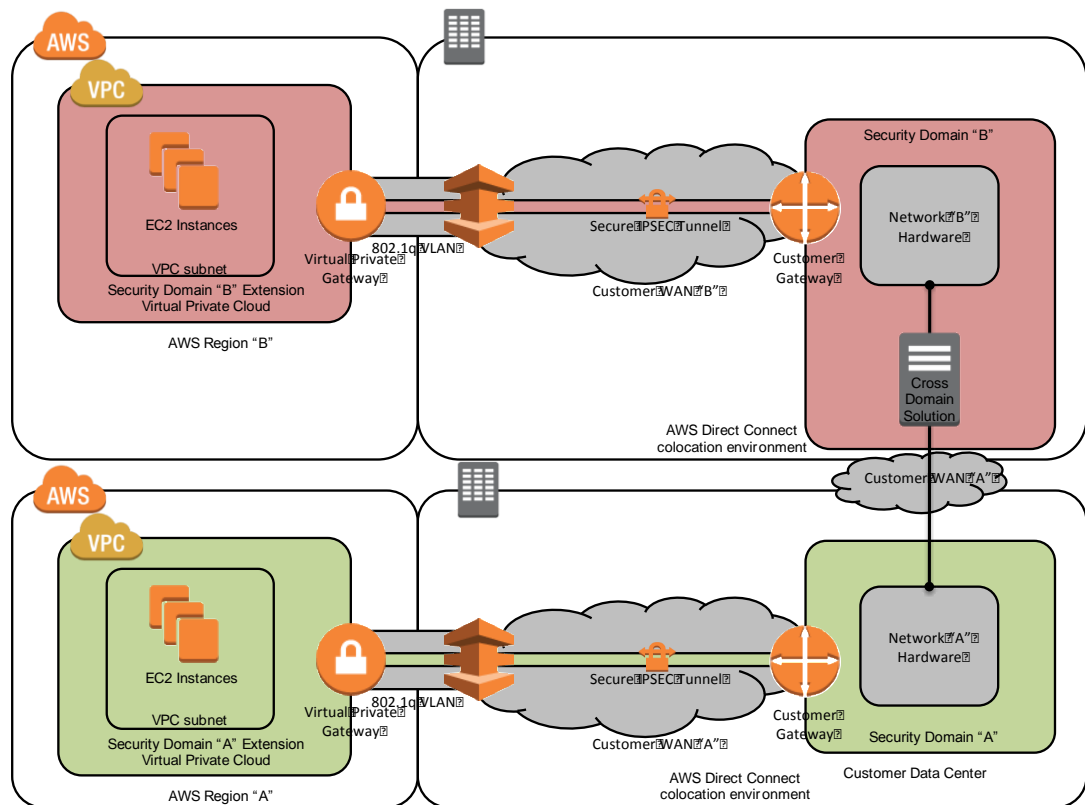 AWS
VPC
EC2 Instances
VPC subnet
Security Domain “B” Extension
Virtual Private Cloud
AWS Region “B”
Virtual Private
Gateway
802.1q VLAN
Secure IPSEC Tunnel
Customer WAN “B”
Customer
Gateway
Security Domain “B”
Network “B”
Hardware
Cross
Domain
Solution
AWS Direct Connect
colocation environment
Customer WAN “A”
AWS
VPC
EC2 Instances
VPC subnet
Security Domain “A” Extension
Virtual Private Cloud
AWS Region “A”
Virtual Private
Gateway
802.1q VLAN
Secure IPSEC Tunnel
Customer WAN “A”
Customer
Gateway
Network “A”
Hardware
Security Domain “A”
Customer Data Center
AWS Direct Connect
colocation environment